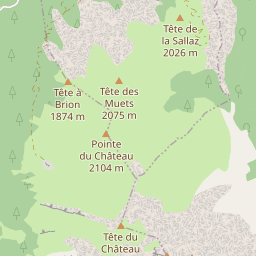 Tête de
la Sallaz
2026 m
Tête à
Brion
1874 m
Tête des
Muets
2075 m
Pointe
du Château
2104 m
Tête du
Château